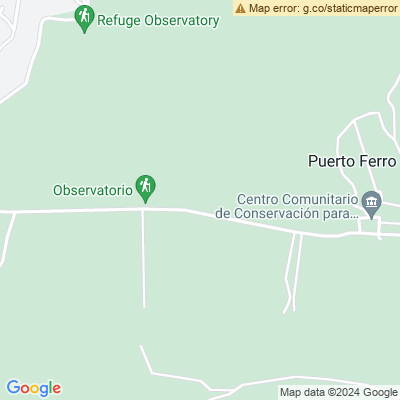 Map error: g.co/staticmaperror
Refuge Observatory
Puerto Ferro
Observatorio
Centro Comunitario
de Conservación para...
Google
Map data ©2024 Google